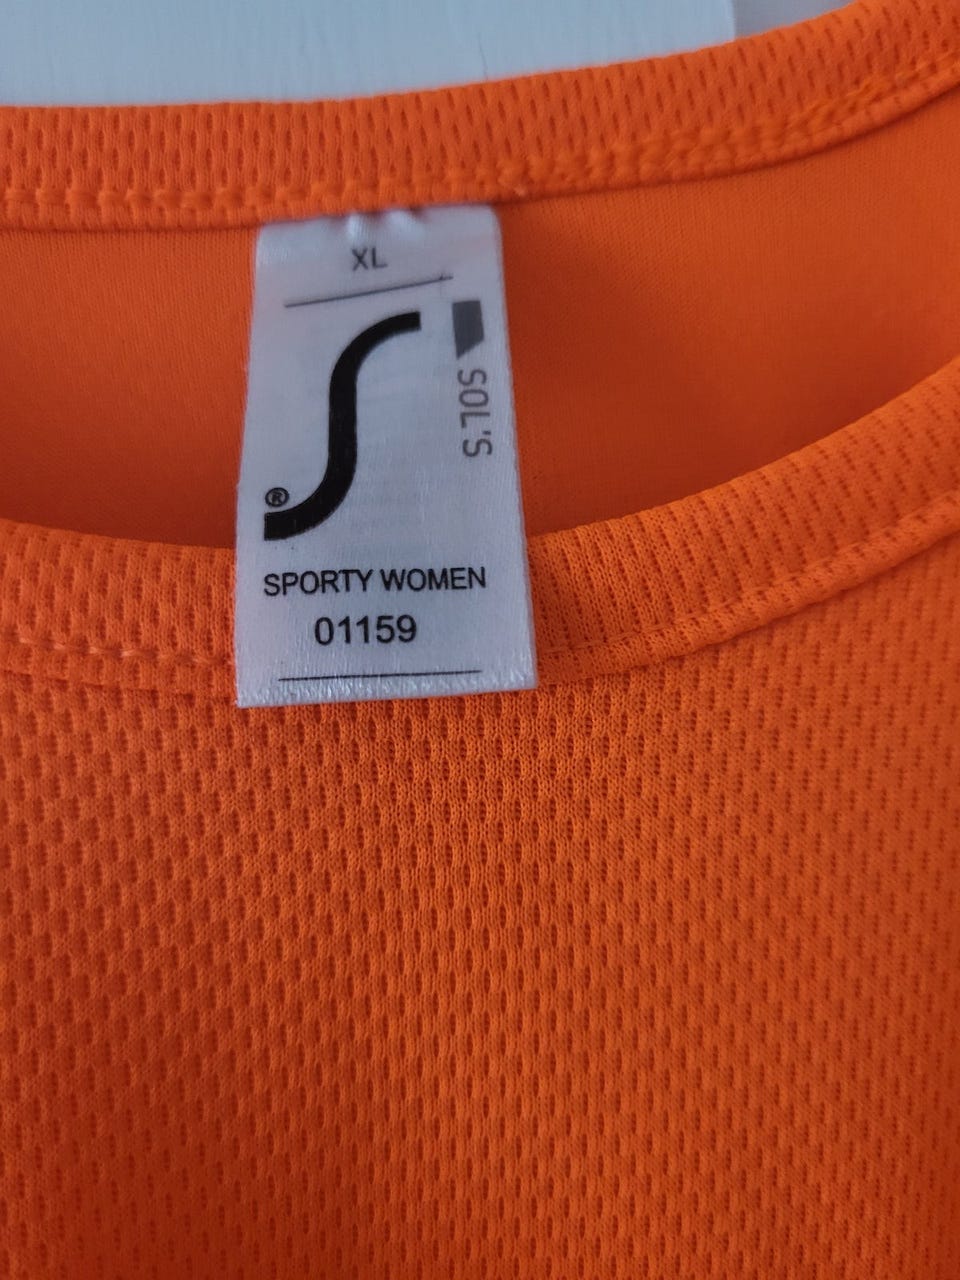 XL
SOL'S
®
SPORTY WOMEN
01159